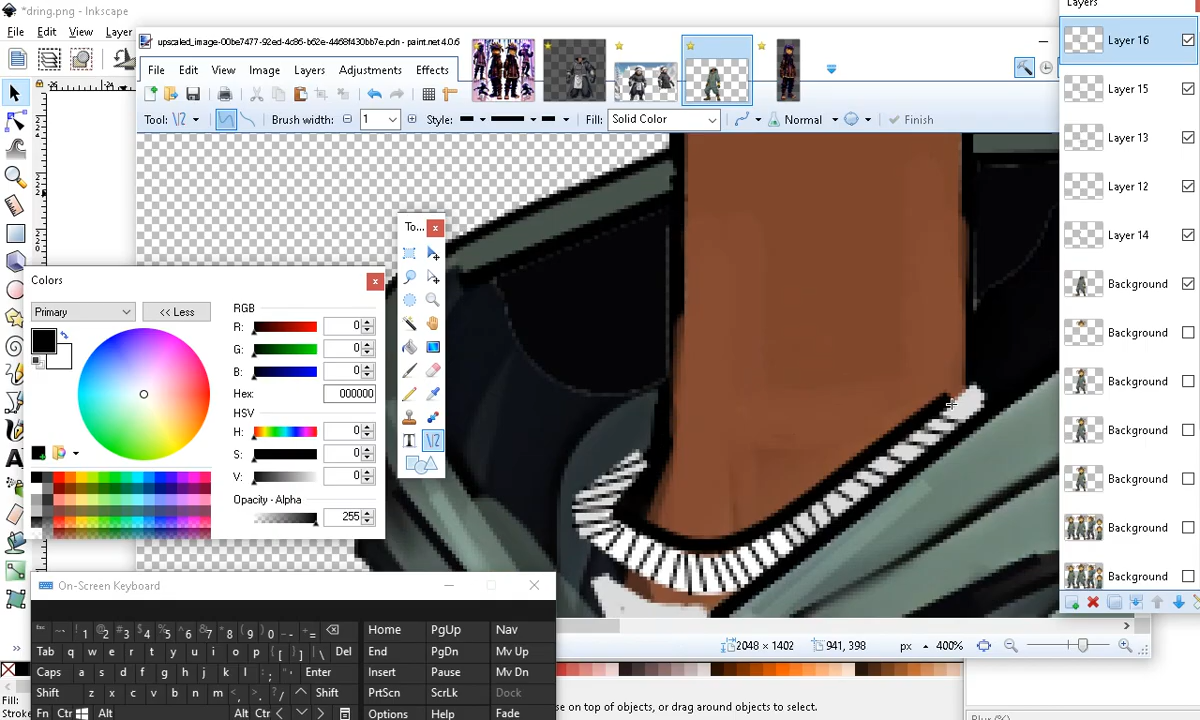 *dring.png - Inkscape
File Edit View Layer
Layers
upscaled_image-00be7477-92ed-4c86-b62e-4468f430bb7e.pdn - paint.net 4.0.6
File Edit View Image Layers Adjustments Effects
Tool: Brush width: 1 Style: Fill: Solid Color Normal Finish
To...
Colors
Primary
<< Less
RGB
R: 0
G: 0
B: 0
Hex: 000000
HSV
H: 0
S: 0
V: 0
Opacity - Alpha
255
Layer 16
Layer 15
Layer 13
Layer 12
Layer 14
Background
Background
Background
Background
Background
Background
Background
2048 × 1402
941, 398
px
400%
On-Screen Keyboard
Home PgUp Nav
Tab q w e r t y u i o p [ ] \ Del
End PgDn Mv Up
Caps a s d f g h j k l ; ' Enter
Insert Pause Mv Dn
Shift z x c v b n m , . / Shift
PrtScn ScrLk Dock
Fn Ctr Alt Alt Ctr
Options Help Fade
Fill:
Stroke
se on top of objects, or drag around objects to select.